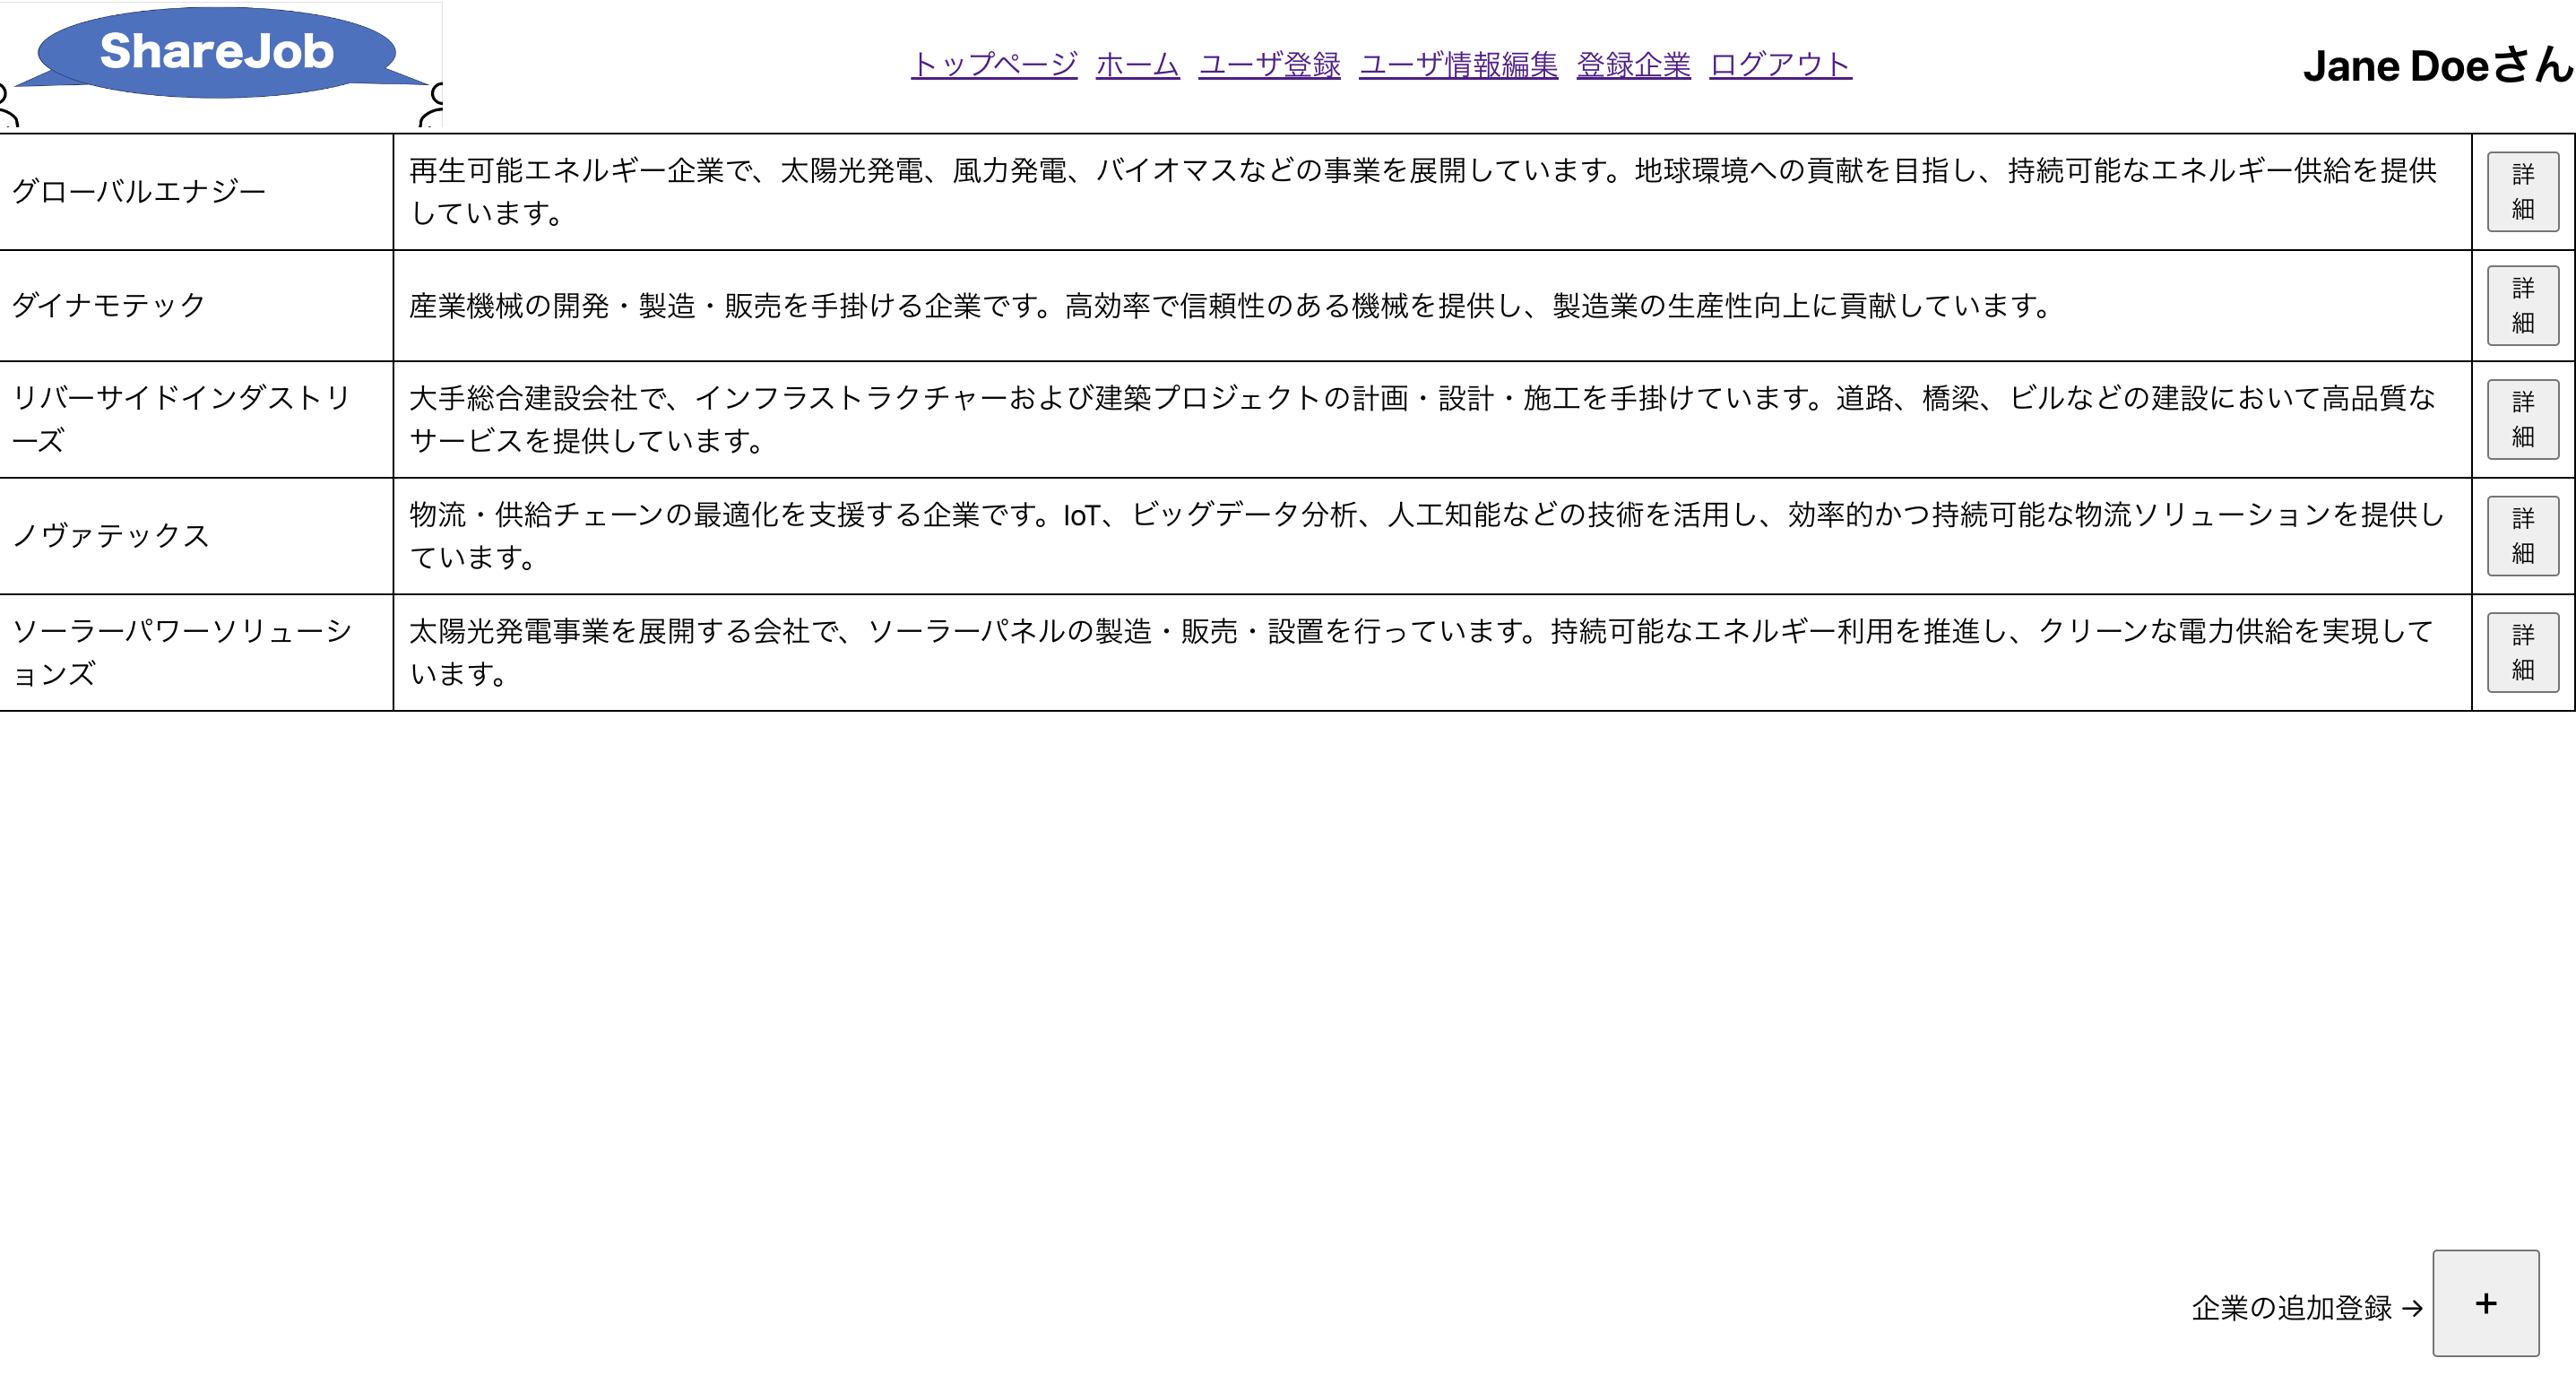 ShareJob
トップページ ホーム ユーザ登録 ユーザ情報編集 登録企業 ログアウト
Jane Doeさん
グローバルエナジー
再生可能エネルギー企業で、太陽光発電、風力発電、バイオマスなどの事業を展開しています。地球環境への貢献を目指し、持続可能なエネルギー供給を提供
しています。
詳
細
ダイナモテック
産業機械の開発・製造・販売を手掛ける企業です。高効率で信頼性のある機械を提供し、製造業の生産性向上に貢献しています。
詳
細
リバーサイドインダストリ
ーズ
大手総合建設会社で、インフラストラクチャーおよび建築プロジェクトの計画・設計・施工を手掛けています。道路、橋梁、ビルなどの建設において高品質な
サービスを提供しています。
詳
細
ノヴァテックス
物流・供給チェーンの最適化を支援する企業です。IoT、ビッグデータ分析、人工知能などの技術を活用し、効率的かつ持続可能な物流ソリューションを提供し
ています。
詳
細
ソーラーパワーソリューシ
ョンズ
太陽光発電事業を展開する会社で、ソーラーパネルの製造・販売・設置を行っています。持続可能なエネルギー利用を推進し、クリーンな電力供給を実現して
います。
詳
細
企業の追加登録 → +